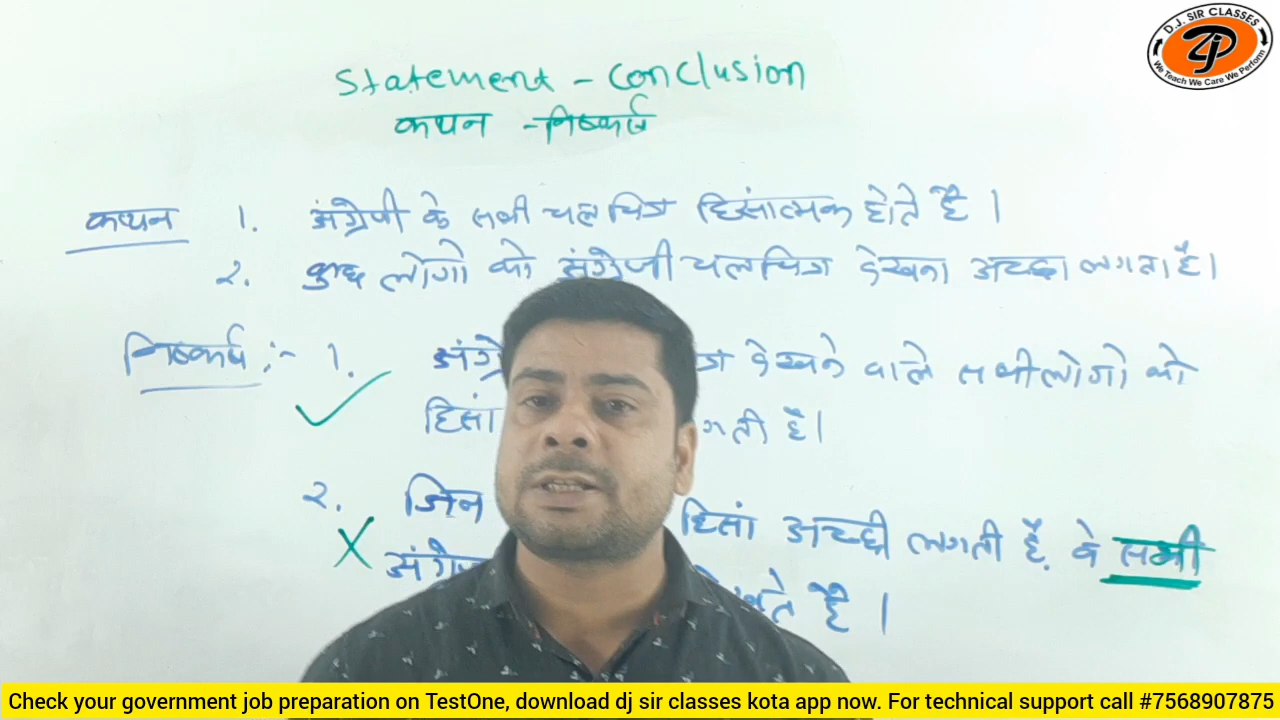 D.J. SIR CLASSES
Dj
We Teach We Care We Perform
Statement - Conclusion
कथन - निष्कर्ष
कथन 1. अंग्रेजी के सभी चलचित्र हिसांत्मक होते है ।
2. कुछ लोगो को अंग्रेजी चलचित्र देखना अच्छा लगता है ।
निष्कर्ष :- 1. देखने वाले सभी लोगो को
है ।
2. जिन हिसां अच्छी लगती है. वे सभी
है ।
Check your government job preparation on TestOne, download dj sir classes kota app now. For technical support call #7568907875